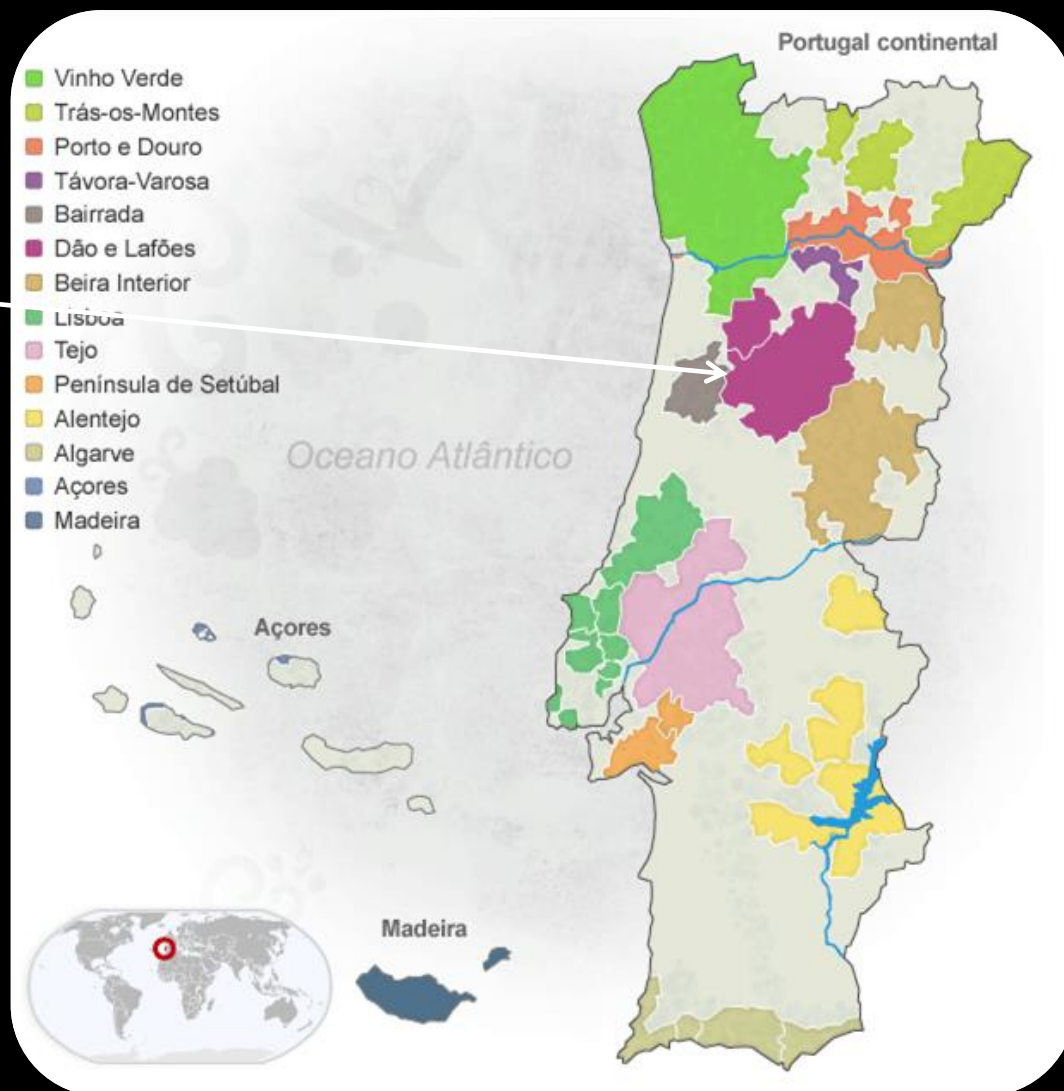 Portugal continental
Vinho Verde
Trás-os-Montes
Porto e Douro
Távora-Varosa
Bairrada
Dão e Lafões
Beira Interior
Lisboa
Tejo
Península de Setúbal
Alentejo
Algarve
Açores
Madeira
Oceano Atlântico
Açores
Madeira